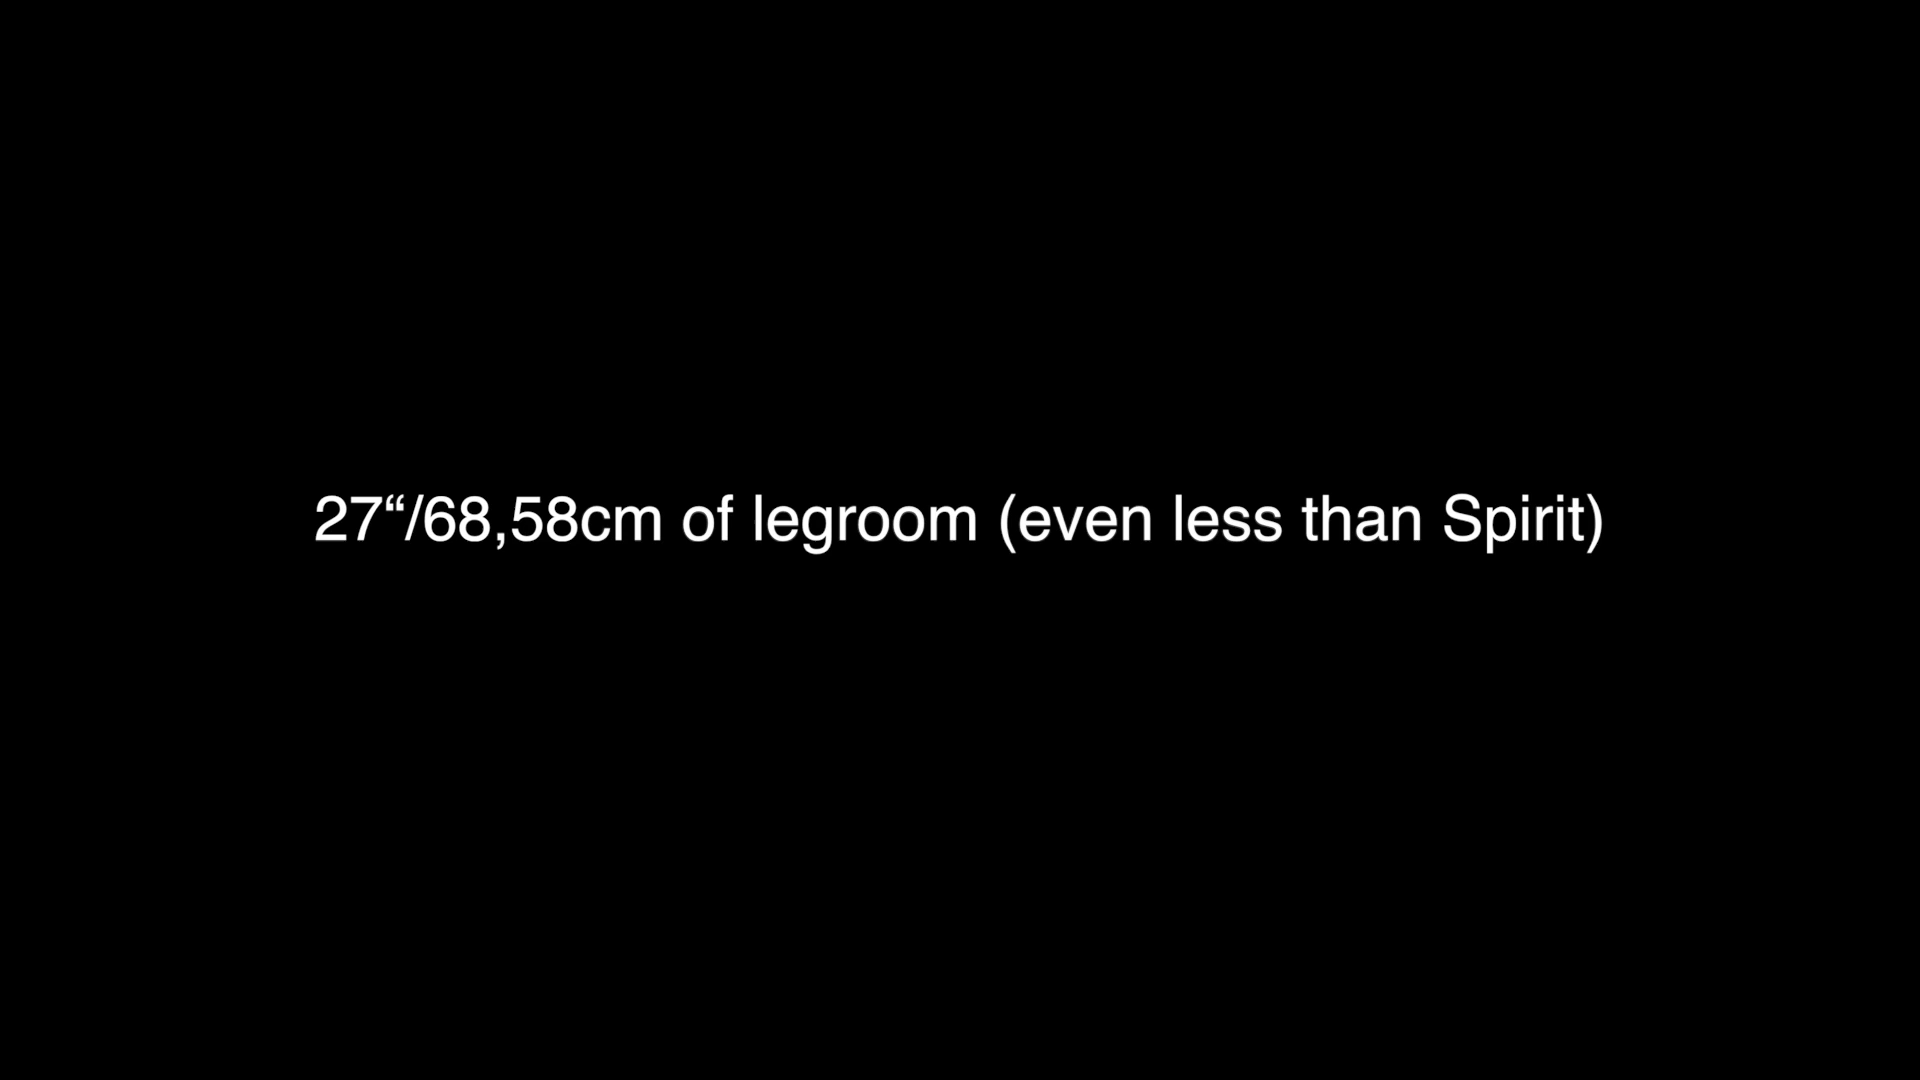 27“/68,58cm of legroom (even less than Spirit)